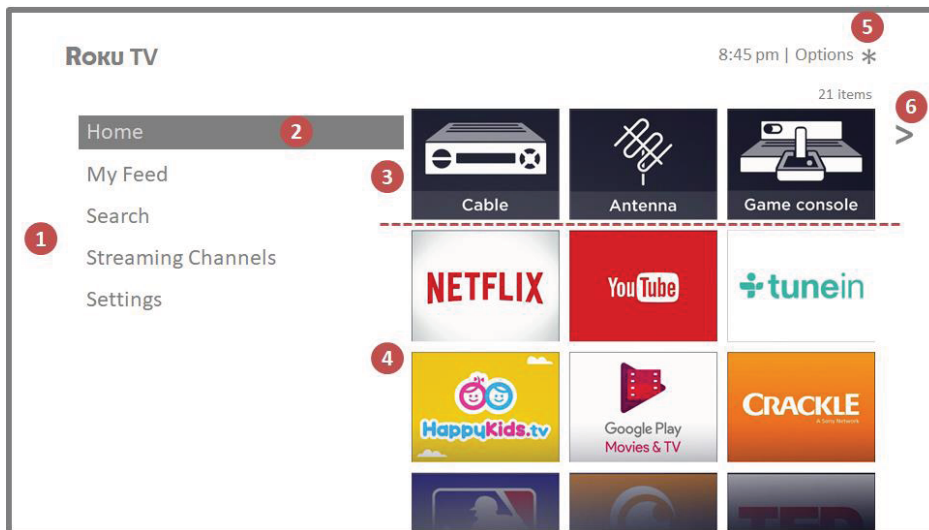 5
ROKU TV
8:45 pm | Options *
21 items
6
Home
2
My Feed
3
Search
1
Streaming Channels
Settings
Cable
Antenna
Game console
NETFLIX
YouTube
tunein
4
HappyKids.tv
Google Play
Movies & TV
CRACKLE
A Sony Network
TED